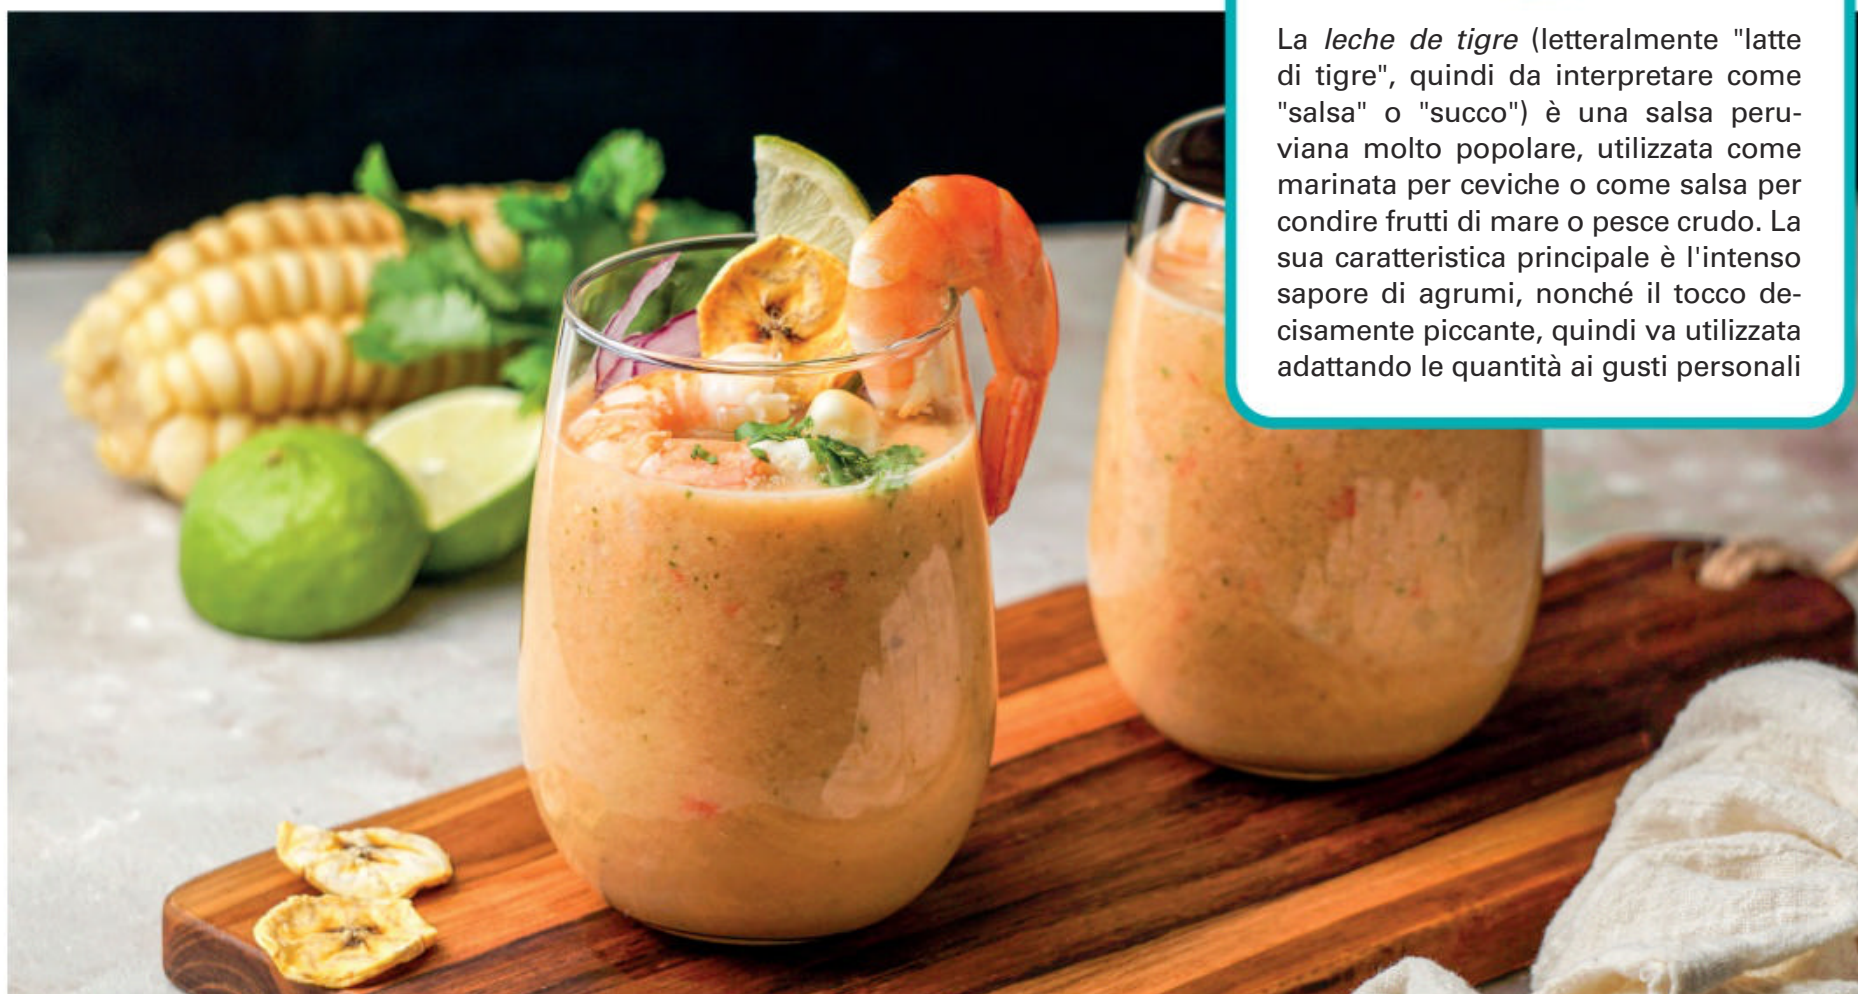 La leche de tigre (letteralmente "latte
di tigre", quindi da interpretare come
"salsa" o "succo") è una salsa peru-
viana molto popolare, utilizzata come
marinata per ceviche o come salsa per
condire frutti di mare o pesce crudo. La
sua caratteristica principale è l'intenso
sapore di agrumi, nonché il tocco de-
cisamente piccante, quindi va utilizzata
adattando le quantità ai gusti personali